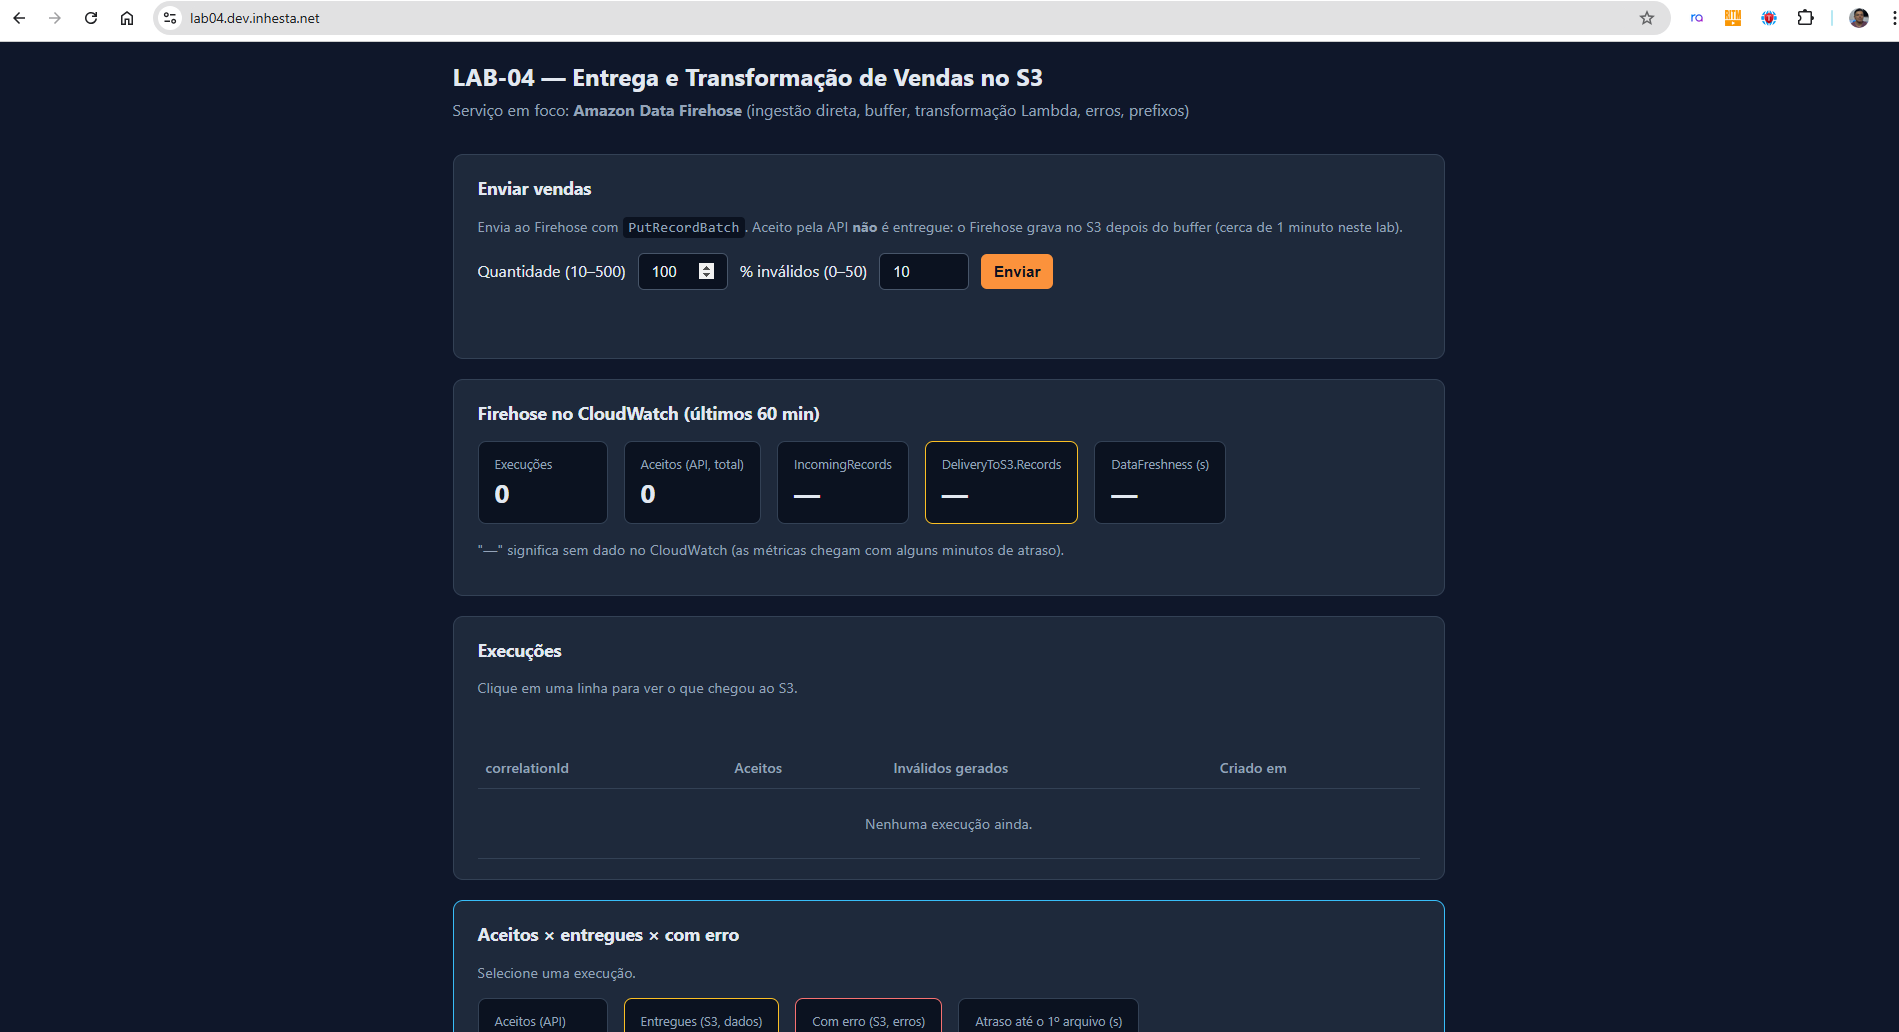 lab04.dev.inhesta.net
LAB-04 — Entrega e Transformação de Vendas no S3
Serviço em foco: Amazon Data Firehose (ingestão direta, buffer, transformação Lambda, erros, prefixos)
Enviar vendas
Envia ao Firehose com PutRecordBatch. Aceito pela API não é entregue: o Firehose grava no S3 depois do buffer (cerca de 1 minuto neste lab).
Quantidade (10–500) 100 % inválidos (0–50) 10 Enviar
Firehose no CloudWatch (últimos 60 min)
Execuções Aceitos (API, total) IncomingRecords DeliveryToS3.Records DataFreshness (s)
0 0 — — —
"—" significa sem dado no CloudWatch (as métricas chegam com alguns minutos de atraso).
Execuções
Clique em uma linha para ver o que chegou ao S3.
correlationId Aceitos Inválidos gerados Criado em
Nenhuma execução ainda.
Aceitos × entregues × com erro
Selecione uma execução.
Aceitos (API) Entregues (S3, dados) Com erro (S3, erros) Atraso até o 1º arquivo (s)